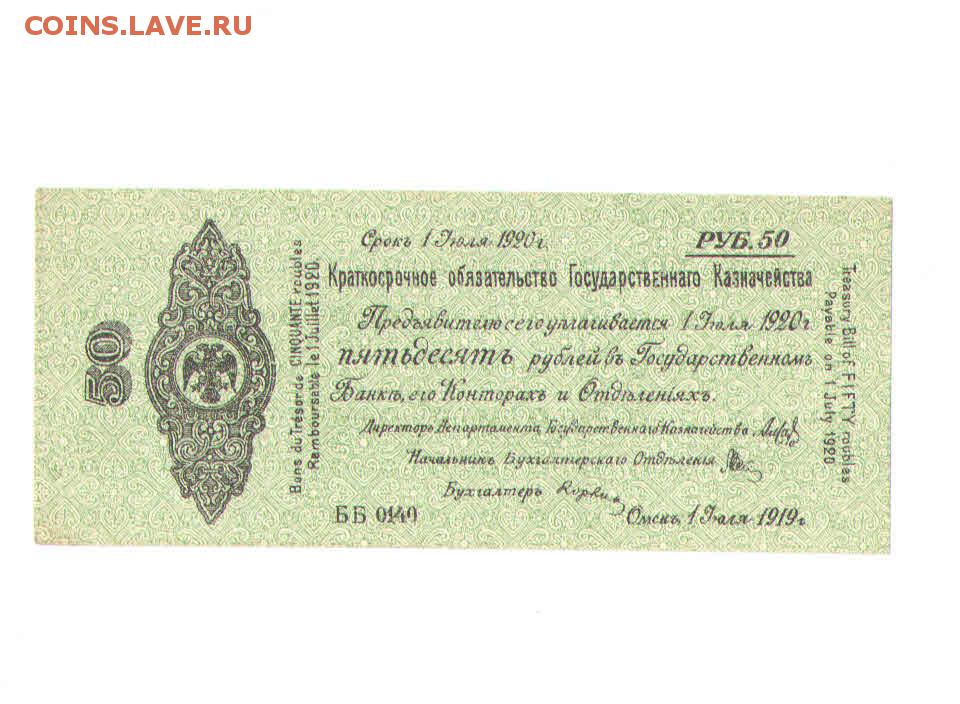 COINS.LAVE.RU
50
Bons du Trésor de CINQUANTE roubles
Remboursable le 1 Juillet 1920.
Срокъ 1 Іюля 1920 г.
РУБ. 50
Краткосрочное обязательство Государственнаго Казначейства
Предъявителю сего уплачивается 1 Іюля 1920 г
пятьдесятъ рублей въ Государственномъ
Банкѣ, его Конторахъ и Отдѣленіяхъ.
Директоръ Департамента Государственнаго Казначейства
Начальникъ Бухгалтерскаго Отдѣленія
Бухгалтеръ
ББ 0140
Омскъ, 1 Іюля 1919 г
Treasury Bill of FIFTY roubles
Payable on 1 July 1920